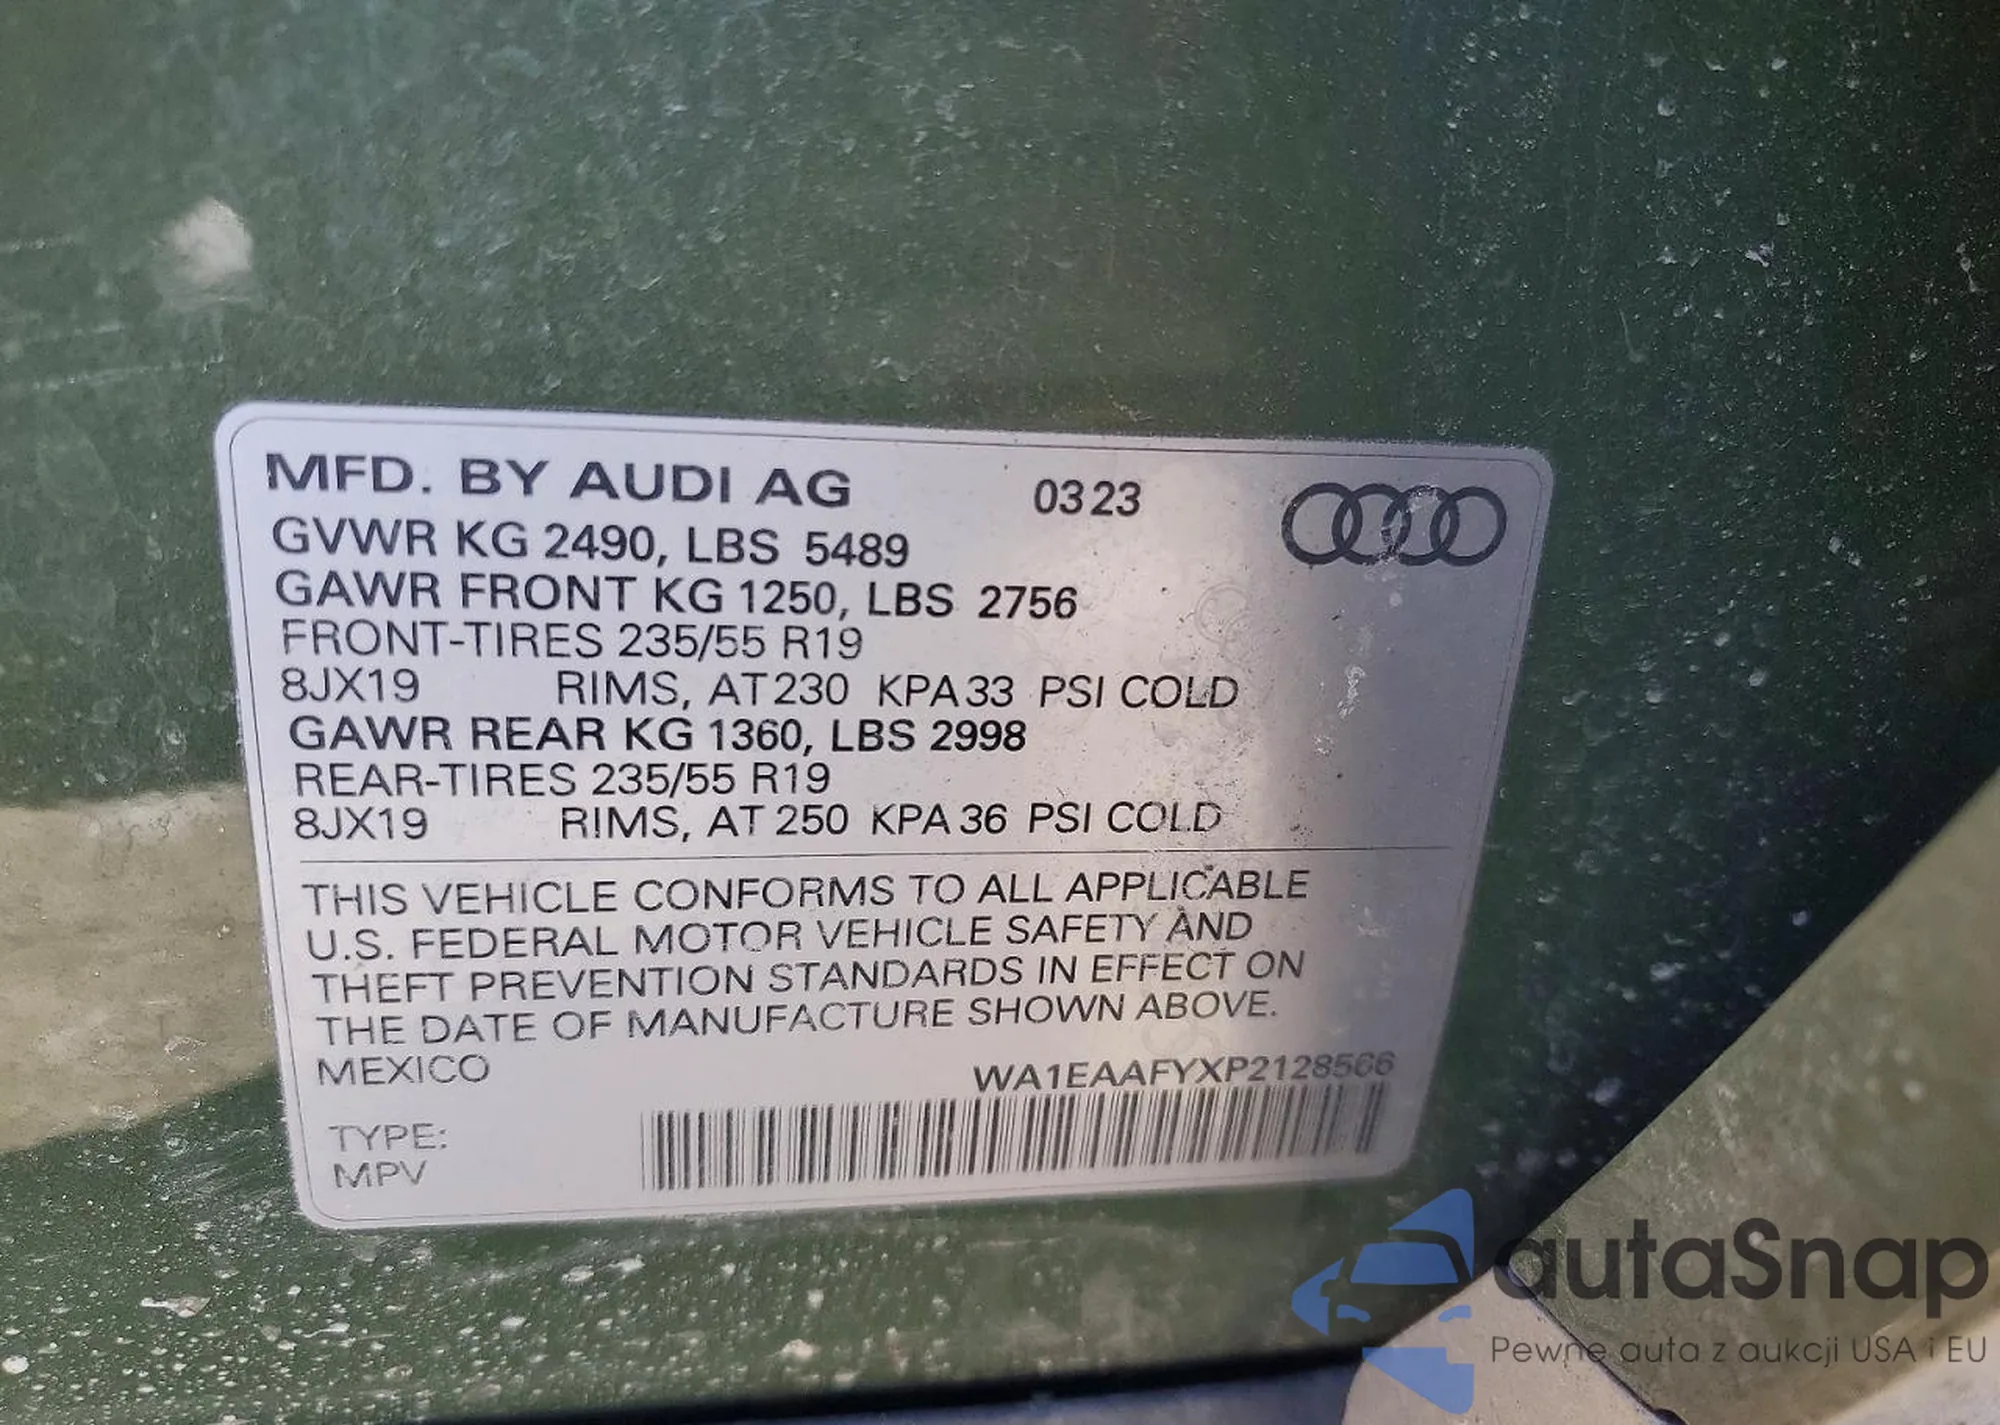 MFD. BY AUDI AG 0323
GVWR KG 2490, LBS 5489
GAWR FRONT KG 1250, LBS 2756
FRONT-TIRES 235/55 R19
8JX19 RIMS, AT 230 KPA 33 PSI COLD
GAWR REAR KG 1360, LBS 2998
REAR-TIRES 235/55 R19
8JX19 RIMS, AT 250 KPA 36 PSI COLD
THIS VEHICLE CONFORMS TO ALL APPLICABLE
U.S. FEDERAL MOTOR VEHICLE SAFETY AND
THEFT PREVENTION STANDARDS IN EFFECT ON
THE DATE OF MANUFACTURE SHOWN ABOVE.
MEXICO WA1EAAFYXP2128566
TYPE:
MPV
autaSnap
Pewne auta z aukcji USA i EU